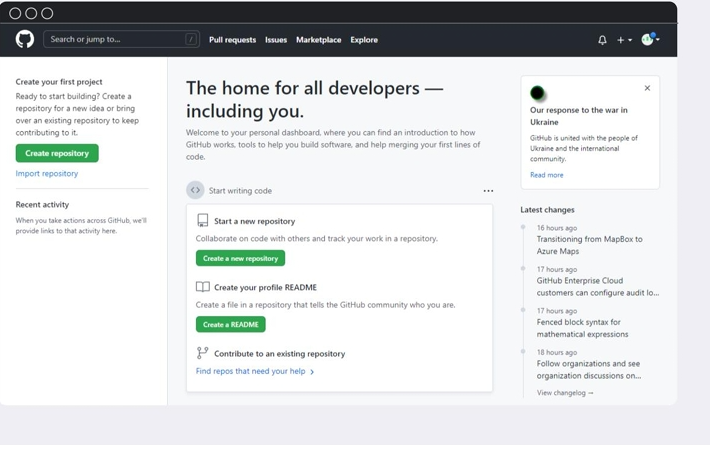 Search or jump to...
/
Pull requests
Issues
Marketplace
Explore
Create your first project
Ready to start building? Create a
repository for a new idea or bring
over an existing repository to keep
contributing to it.
Create repository
Import repository
Recent activity
When you take actions across GitHub, we'll
provide links to that activity here.
The home for all developers —
including you.
Welcome to your personal dashboard, where you can find an introduction to how
GitHub works, tools to help you build software, and help merging your first lines of
code.
Start writing code
Start a new repository
Collaborate on code with others and track your work in a repository.
Create a new repository
Create your profile README
Create a file in a repository that tells the GitHub community who you are.
Create a README
Contribute to an existing repository
Find repos that need your help
Our response to the war in
Ukraine
GitHub is united with the people of
Ukraine and the international
community.
Read more
Latest changes
16 hours ago
Transitioning from MapBox to
Azure Maps
17 hours ago
GitHub Enterprise Cloud
customers can configure audit lo...
17 hours ago
Fenced block syntax for
mathematical expressions
18 hours ago
Follow organizations and see
organization discussions on...
View changelog →